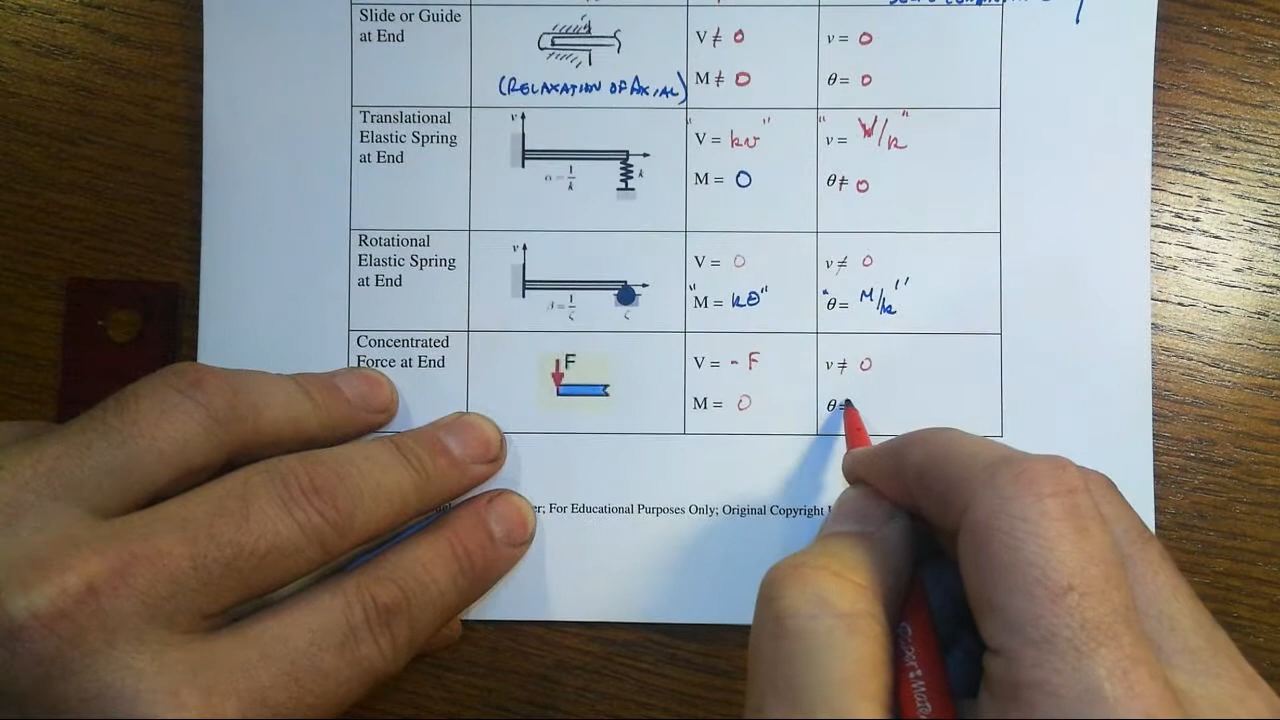 Slide or Guide
at End
(RELAXATION OF AXIAL)
V ≠ 0
M ≠ 0
v = 0
θ = 0
Translational
Elastic Spring
at End
v
α = 1/k
k
"V = kv"
M = 0
"v = V/k"
θ ≠ 0
Rotational
Elastic Spring
at End
v
β = 1/ζ
ζ
V = 0
"M = kθ"
v ≠ 0
"θ = M/k"
Concentrated
Force at End
F
V = - F
M = 0
v ≠ 0
θ =
; For Educational Purposes Only; Original Copyright